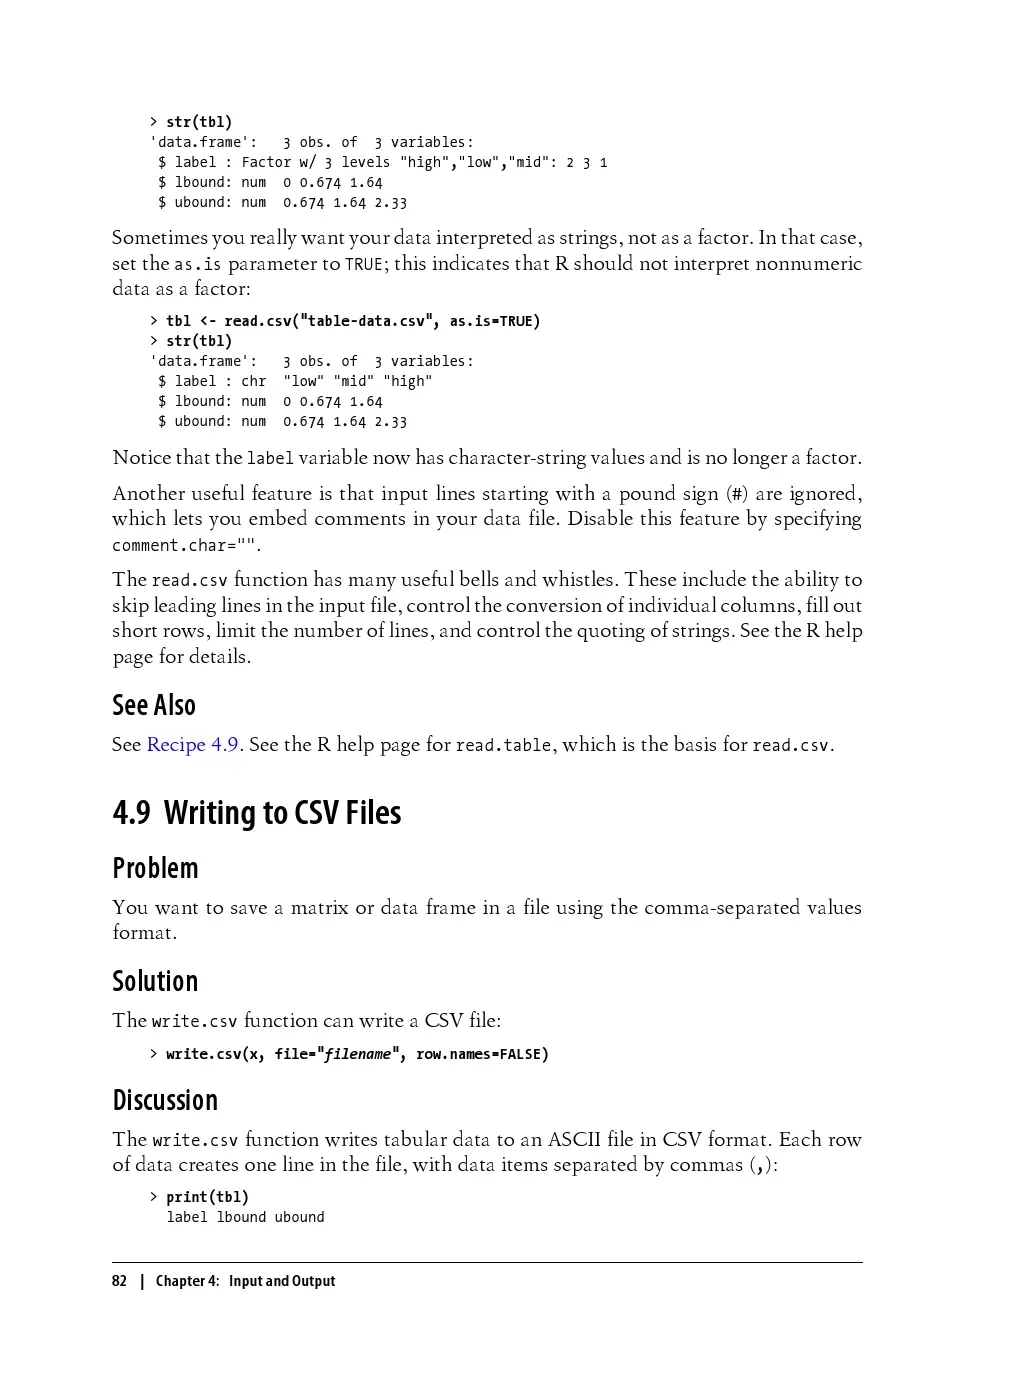 > str(tbl)
'data.frame':   3 obs. of  3 variables:
 $ label : Factor w/ 3 levels "high","low","mid": 2 3 1
 $ lbound: num  0 0.674 1.64
 $ ubound: num  0.674 1.64 2.33
Sometimes you really want your data interpreted as strings, not as a factor. In that case,
set the as.is parameter to TRUE; this indicates that R should not interpret nonnumeric
data as a factor:
> tbl <- read.csv("table-data.csv", as.is=TRUE)
> str(tbl)
'data.frame':   3 obs. of  3 variables:
 $ label : chr  "low" "mid" "high"
 $ lbound: num  0 0.674 1.64
 $ ubound: num  0.674 1.64 2.33
Notice that the label variable now has character-string values and is no longer a factor.
Another useful feature is that input lines starting with a pound sign (#) are ignored,
which lets you embed comments in your data file. Disable this feature by specifying
comment.char="".
The read.csv function has many useful bells and whistles. These include the ability to
skip leading lines in the input file, control the conversion of individual columns, fill out
short rows, limit the number of lines, and control the quoting of strings. See the R help
page for details.
See Also
See Recipe 4.9. See the R help page for read.table, which is the basis for read.csv.
4.9 Writing to CSV Files
Problem
You want to save a matrix or data frame in a file using the comma-separated values
format.
Solution
The write.csv function can write a CSV file:
> write.csv(x, file="filename", row.names=FALSE)
Discussion
The write.csv function writes tabular data to an ASCII file in CSV format. Each row
of data creates one line in the file, with data items separated by commas (,):
> print(tbl)
  label lbound ubound
82 | Chapter 4: Input and Output